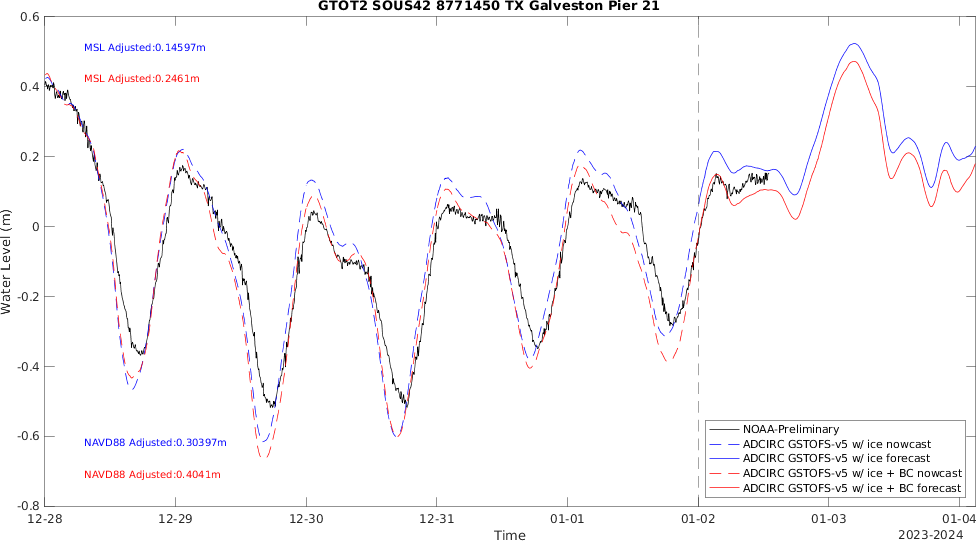 GTOT2 SOUS42 8771450 TX Galveston Pier 21
0.6
MSL Adjusted:0.14597m
MSL Adjusted:0.2461m
0.4
0.2
0
-0.2
-0.4
-0.6
-0.8
Water Level (m)
NAVD88 Adjusted:0.30397m
NAVD88 Adjusted:0.4041m
NOAA-Preliminary
ADCIRC GSTOFS-v5 w/ ice nowcast
ADCIRC GSTOFS-v5 w/ ice forecast
ADCIRC GSTOFS-v5 w/ ice + BC nowcast
ADCIRC GSTOFS-v5 w/ ice + BC forecast
12-28 12-29 12-30 12-31 01-01 01-02 01-03 01-04
Time
2023-2024